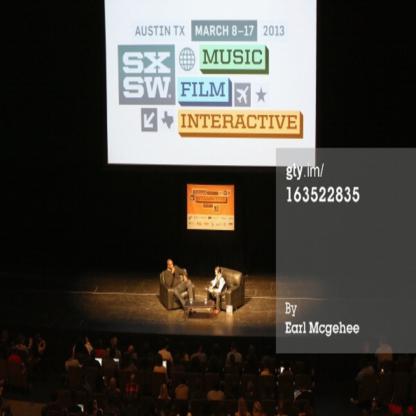 AUSTIN TX MARCH 8–17 2013
SX
SW.
MUSIC
FILM
INTERACTIVE
gty.im/
163522835
By
Earl Mcgehee